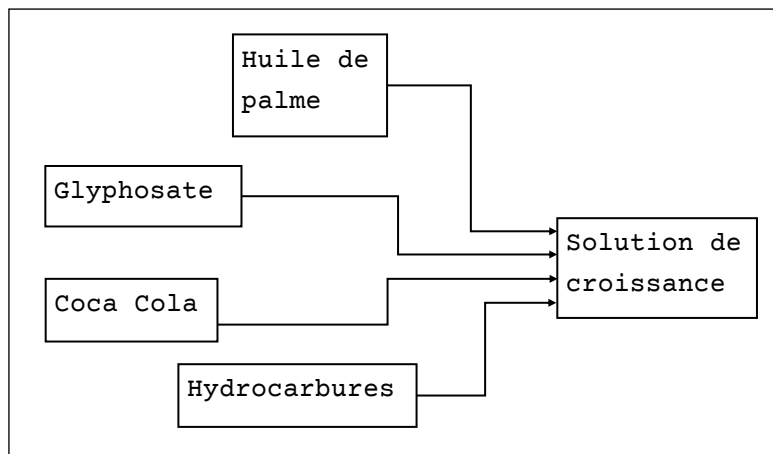 Huile de
palme
Glyphosate
Solution de
croissance
Coca Cola
Hydrocarbures